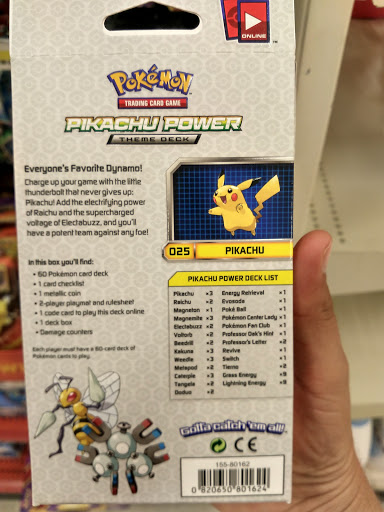 ONLINE
POKéMON
TRADING CARD GAME
PIKACHU POWER
THEME DECK
Everyone's Favorite Dynamo!
Charge up your game with the little
thunderbolt that never gives up:
Pikachu! Add the electrifying power
of Raichu and the supercharged
voltage of Electabuzz, and you'll
have a potent team against any foe!
025 PIKACHU
In this box you'll find:
• 60 Pokémon card deck
• 1 card checklist
• 1 metallic coin
• 2-player playmat and rulesheet
• 1 code card to play this deck online
• 1 deck box
• Damage counters
Each player must have a 60-card deck of
Pokémon cards to play.
PIKACHU POWER DECK LIST
Pikachu ×3 Energy Retrieval ×1
Raichu ×2 Evosoda ×1
Magneton ×1 Poké Ball ×1
Magnemite ×3 Pokémon Center Lady ×1
Electabuzz ×2 Pokémon Fan Club ×1
Voltorb ×2 Professor Oak's Hint ×1
Beedrill ×2 Professor's Letter ×2
Kakuna ×3 Revive ×1
Weedle ×3 Switch ×1
Metapod ×2 Tierno ×2
Caterpie ×3 Grass Energy ×9
Tangela ×2 Lightning Energy ×9
Doduo ×2
Gotta catch 'em all!
CE
155-80162
0 820650 801624